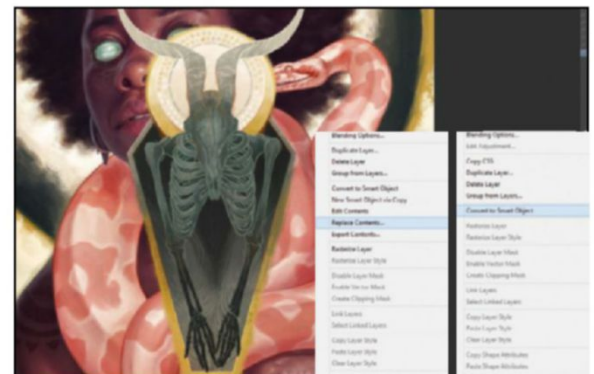 Blending Options...
Duplicate Layer...
Delete Layer
Group from Layers...
Convert to Smart Object
New Smart Object via Copy
Edit Contents
Replace Contents...
Export Contents...
Rasterize Layer
Rasterize Layer Style
Disable Layer Mask
Enable Vector Mask
Create Clipping Mask
Link Layers
Select Linked Layers
Copy Layer Style
Paste Layer Style
Clear Layer Style
Blending Options...
Edit Adjustment...
Copy CSS
Duplicate Layer...
Delete Layer
Group from Layers...
Convert to Smart Object
Rasterize Layer
Rasterize Layer Style
Disable Layer Mask
Enable Vector Mask
Create Clipping Mask
Link Layers
Select Linked Layers
Copy Layer Style
Paste Layer Style
Clear Layer Style
Copy Shape Attributes
Paste Shape Attributes